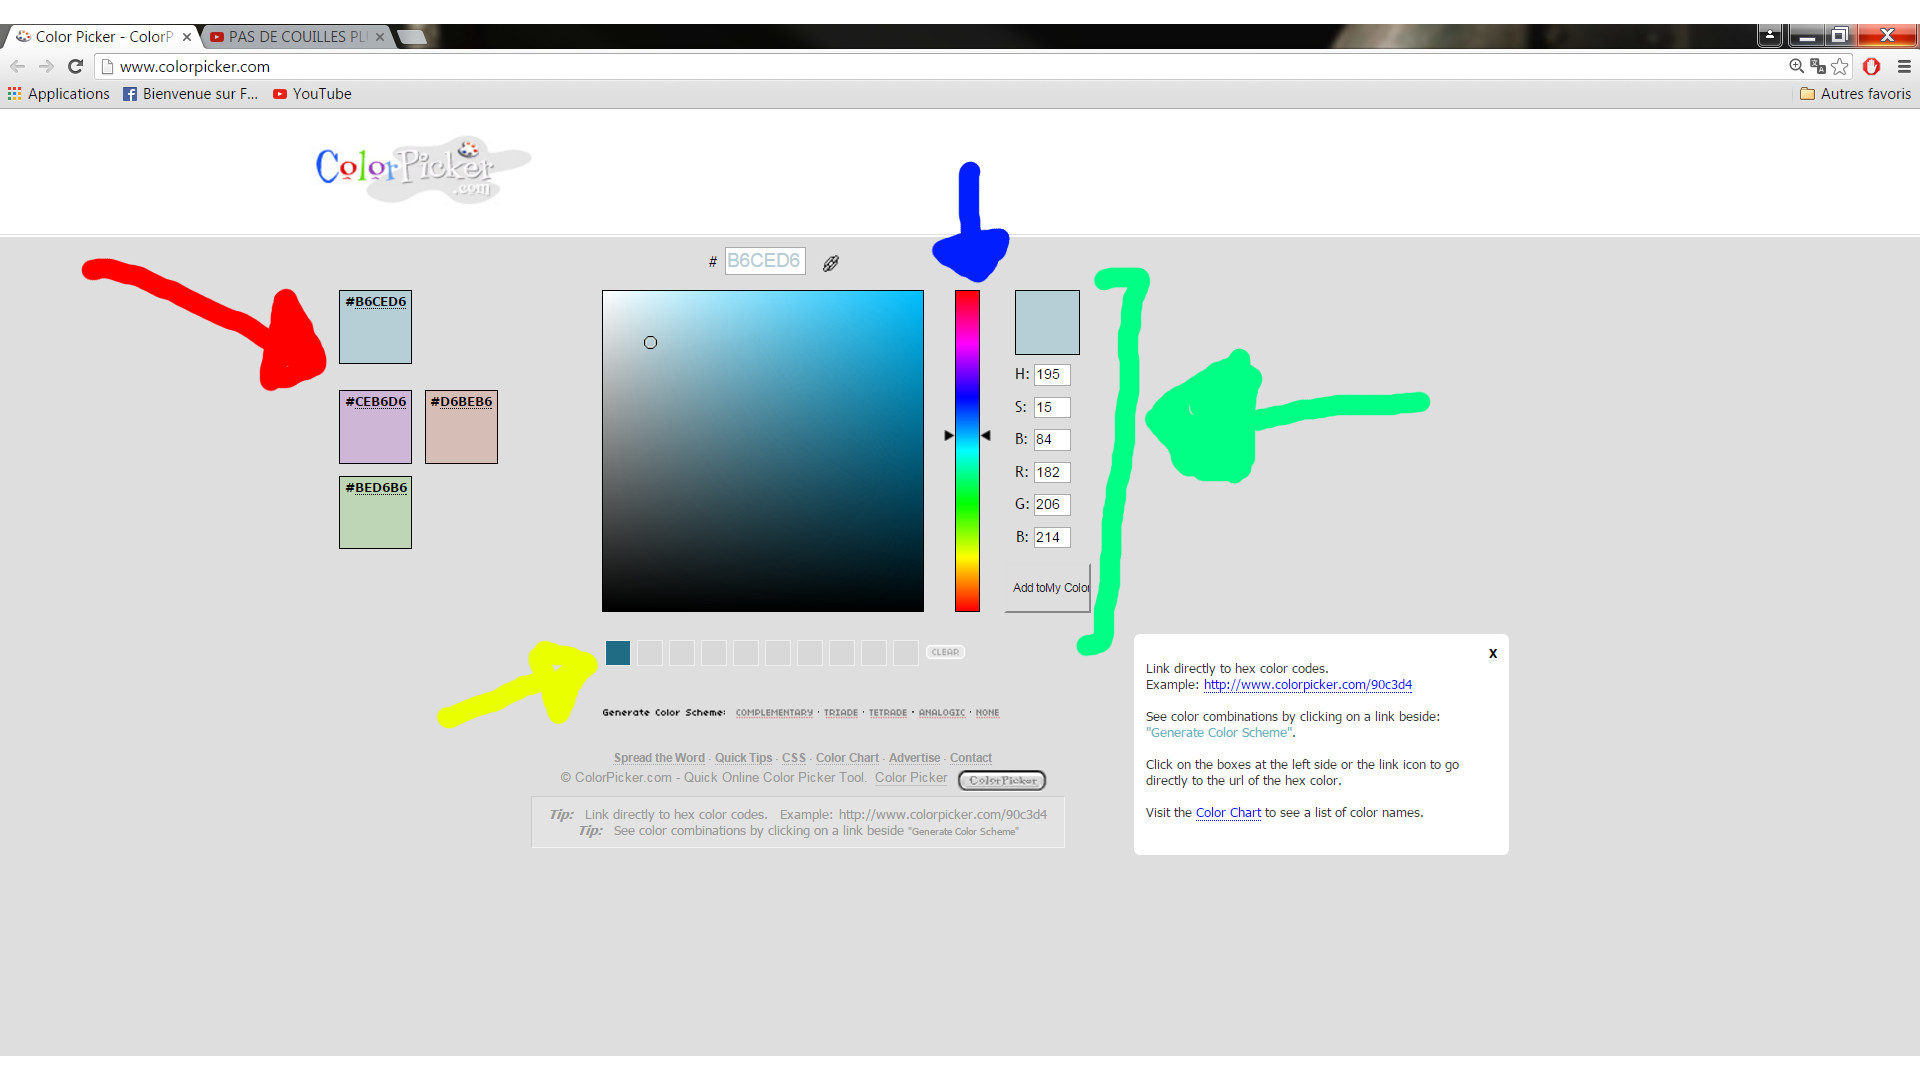 Color Picker - ColorP
PAS DE COUILLES PL
www.colorpicker.com
Applications
Bienvenue sur F...
YouTube
Autres favoris
ColorPicker
.com
# B6CED6
#B6CED6
#CEB6D6
#D6BEB6
#BED6B6
H: 195
S: 15
B: 84
R: 182
G: 206
B: 214
Add toMy Color
CLEAR
Generate Color Scheme: COMPLEMENTARY · TRIADE · TETRADE · ANALOGIC · NONE
Spread the Word - Quick Tips - CSS - Color Chart - Advertise - Contact
© ColorPicker.com - Quick Online Color Picker Tool. Color Picker ColorPicker
Tip: Link directly to hex color codes. Example: http://www.colorpicker.com/90c3d4
Tip: See color combinations by clicking on a link beside "Generate Color Scheme"
X
Link directly to hex color codes.
Example: http://www.colorpicker.com/90c3d4
See color combinations by clicking on a link beside:
"Generate Color Scheme".
Click on the boxes at the left side or the link icon to go
directly to the url of the hex color.
Visit the Color Chart to see a list of color names.